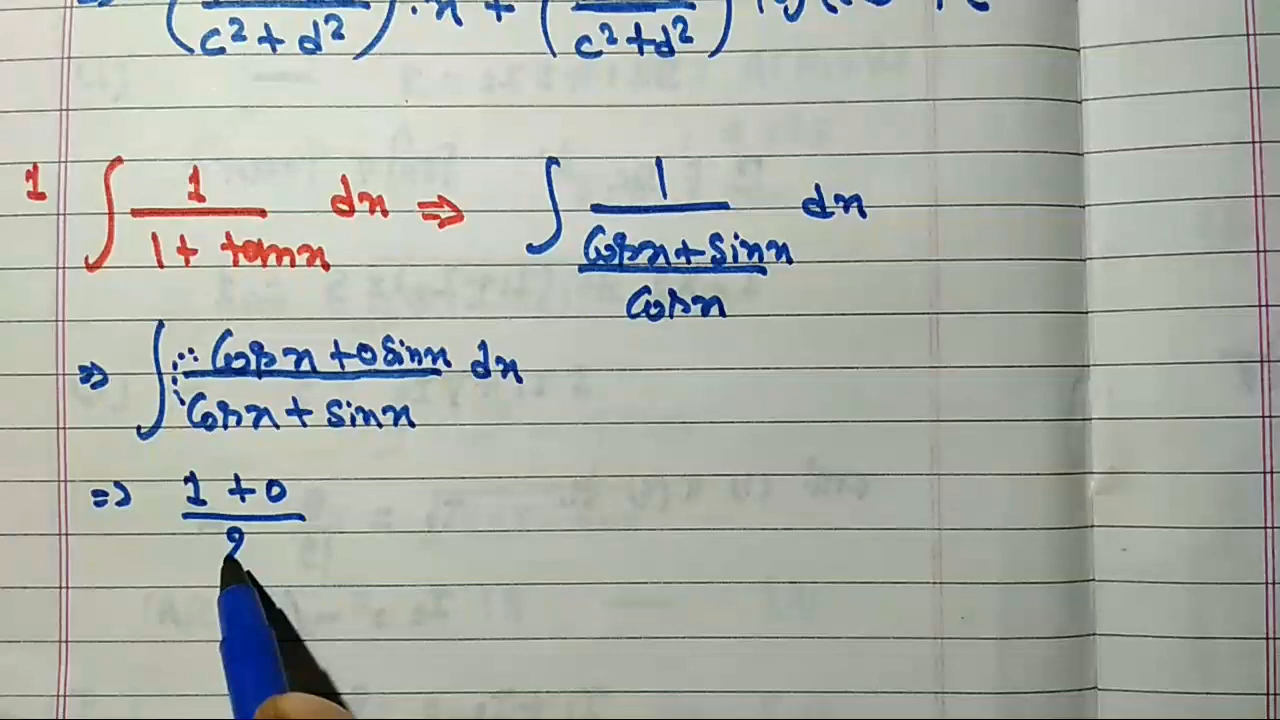 (c²+d²) .x + (c²+d²)
1 ∫ 1/(1 + tanx) dx ⇒ ∫ 1/((Cosx+sinx)/Cosx) dx
⇒ ∫ (Cosx + 0sinx)/(Cosx + sinx) dx
⇒ (1 + 0)/2